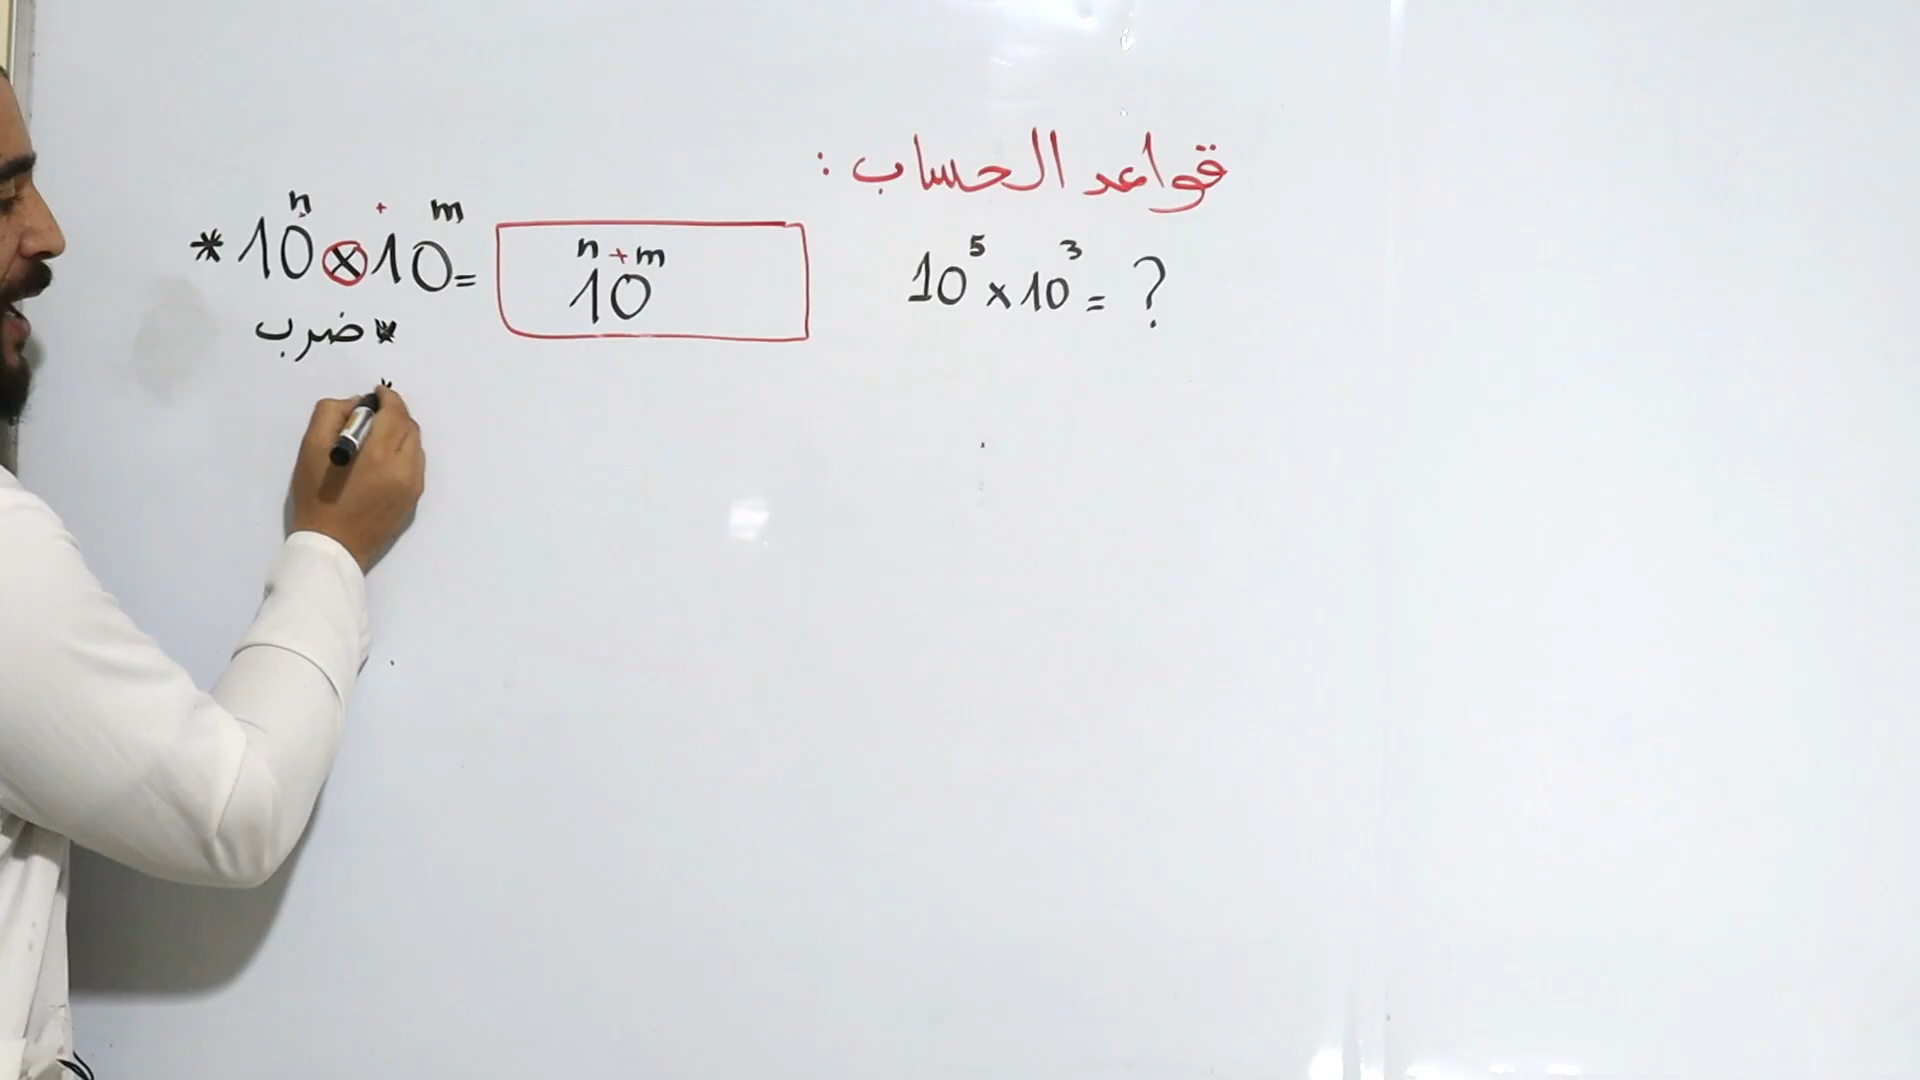 قواعد الحساب :
* 10ⁿ × 10ᵐ = 10ⁿ⁺ᵐ
+
10⁵ × 10³ = ?
* ضرب
*